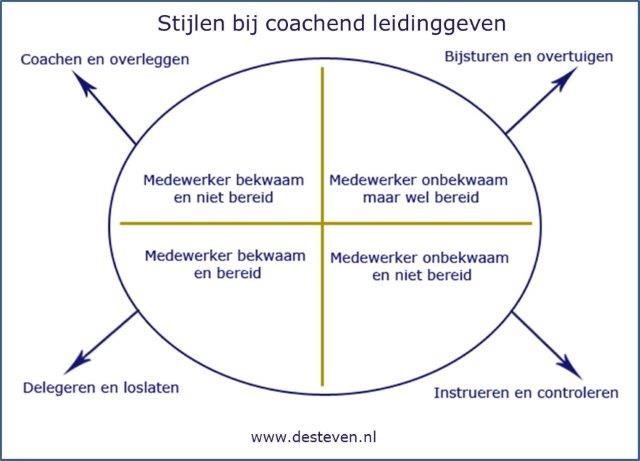 Stijlen bij coachend leidinggeven
Coachen en overleggen
Bijsturen en overtuigen
Medewerker bekwaam
en niet bereid
Medewerker onbekwaam
maar wel bereid
Medewerker bekwaam
en bereid
Medewerker onbekwaam
en niet bereid
Delegeren en loslaten
Instrueren en controleren
www.desteven.nl